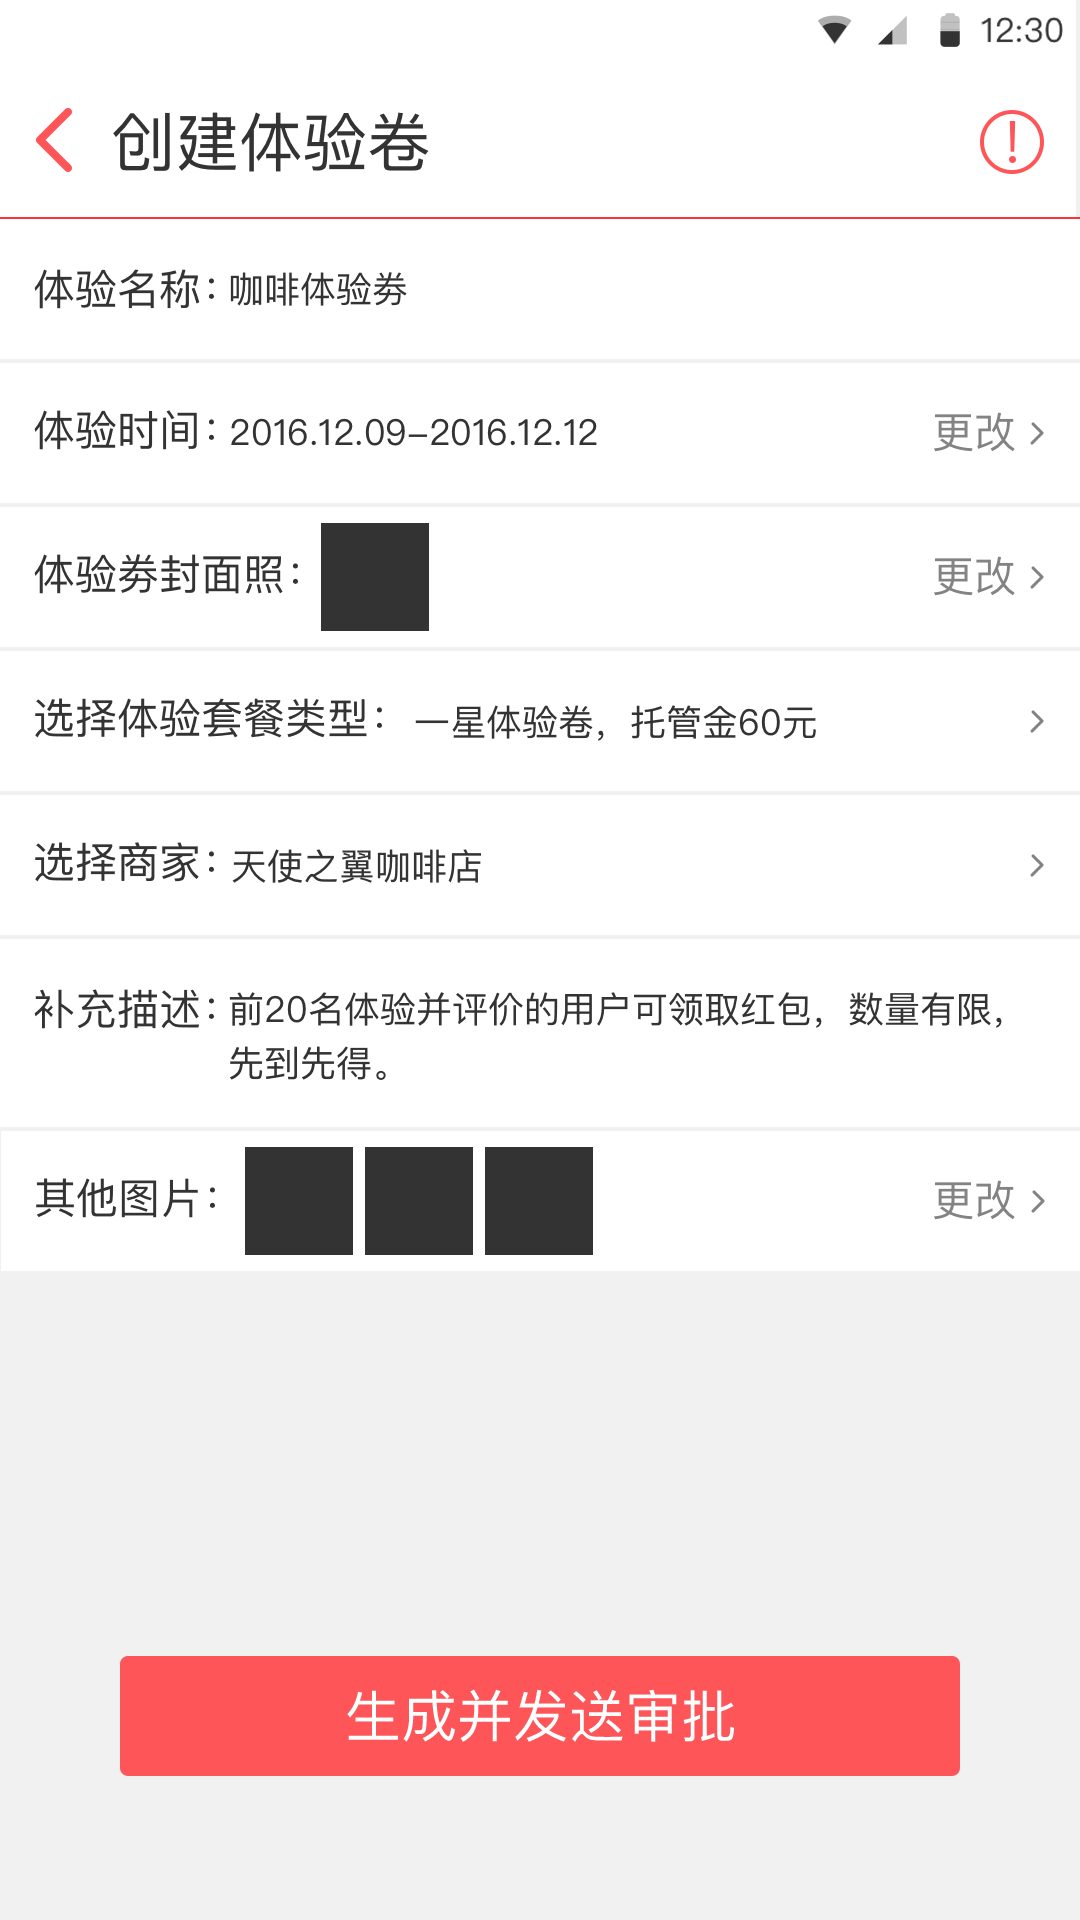 12:30
创建体验卷
体验名称：咖啡体验券
体验时间：2016.12.09-2016.12.12 更改
体验券封面照： 更改
选择体验套餐类型： 一星体验卷，托管金60元
选择商家：天使之翼咖啡店
补充描述：前20名体验并评价的用户可领取红包，数量有限，
先到先得。
其他图片： 更改
生成并发送审批